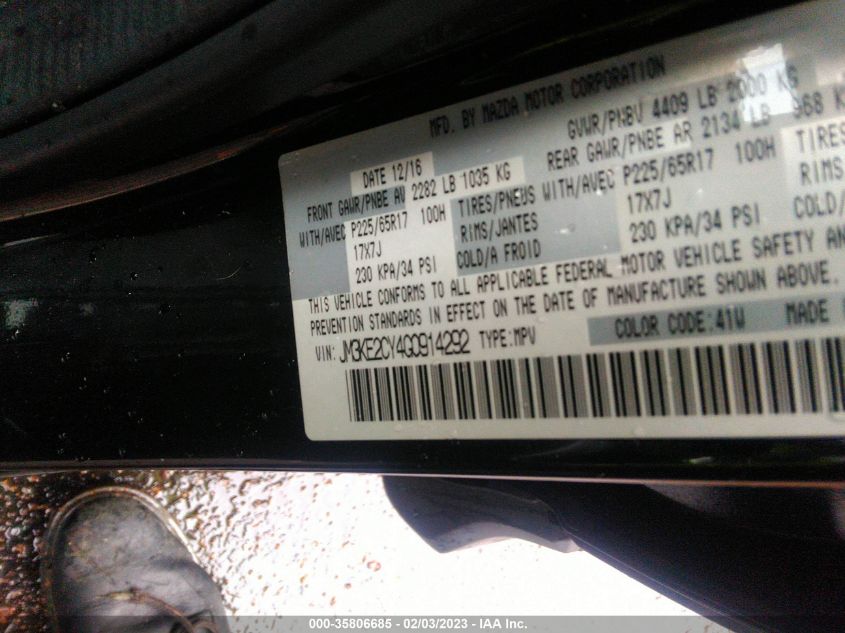 MFD. BY MAZDA MOTOR CORPORATION
DATE 12/16 GVWR/PNBV 4409 LB 2000 KG
FRONT GAWR/PNBE AV 2282 LB 1035 KG REAR GAWR/PNBE AR 2134 LB 968 K
WITH/AVEC P225/65R17 100H TIRES/PNEUS WITH/AVEC P225/65R17 100H TIRES
17X7J RIMS/JANTES 17X7J RIMS
230 KPA/34 PSI COLD/A FROID 230 KPA/34 PSI COLD/
THIS VEHICLE CONFORMS TO ALL APPLICABLE FEDERAL MOTOR VEHICLE SAFETY AN
PREVENTION STANDARDS IN EFFECT ON THE DATE OF MANUFACTURE SHOWN ABOVE.
VIN: JM3KE2CY4G0914292 TYPE:MPV COLOR CODE:41W MADE
000-35806685 - 02/03/2023 - IAA Inc.